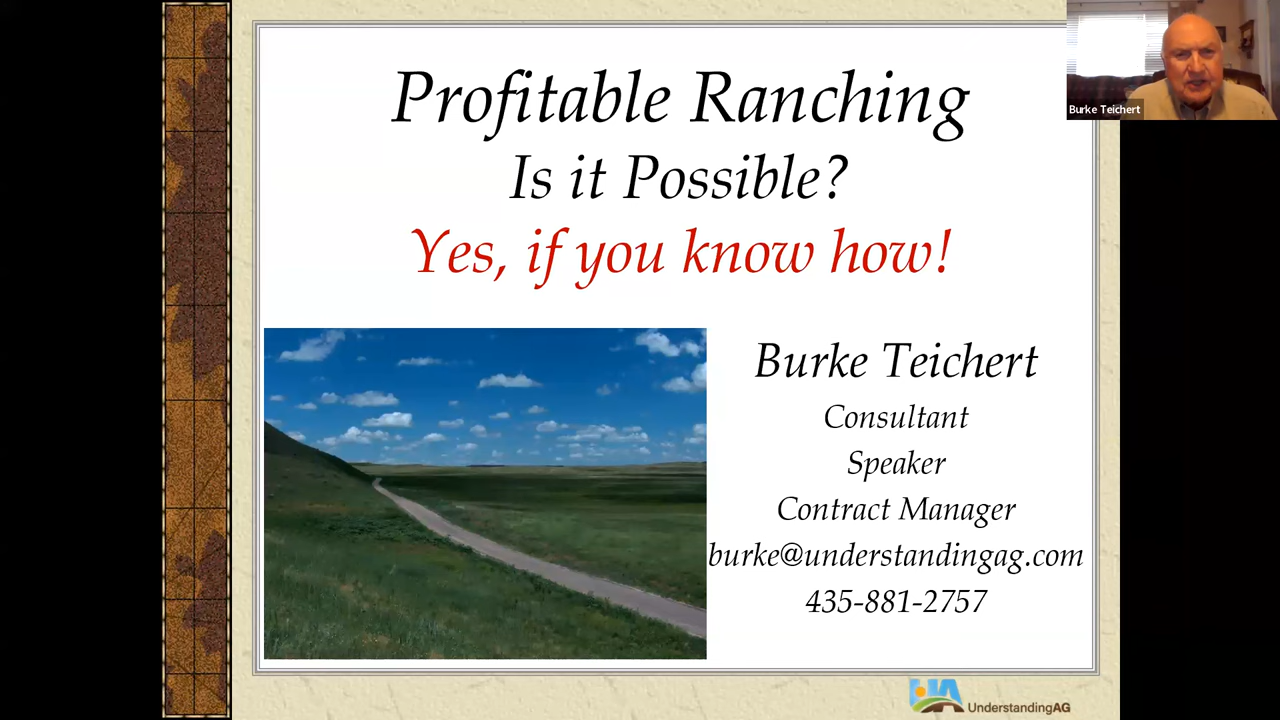 Profitable Ranching
Is it Possible?
Yes, if you know how!
Burke Teichert
Consultant
Speaker
Contract Manager
burke@understandingag.com
435-881-2757
Burke Teichert
UA
UnderstandingAG